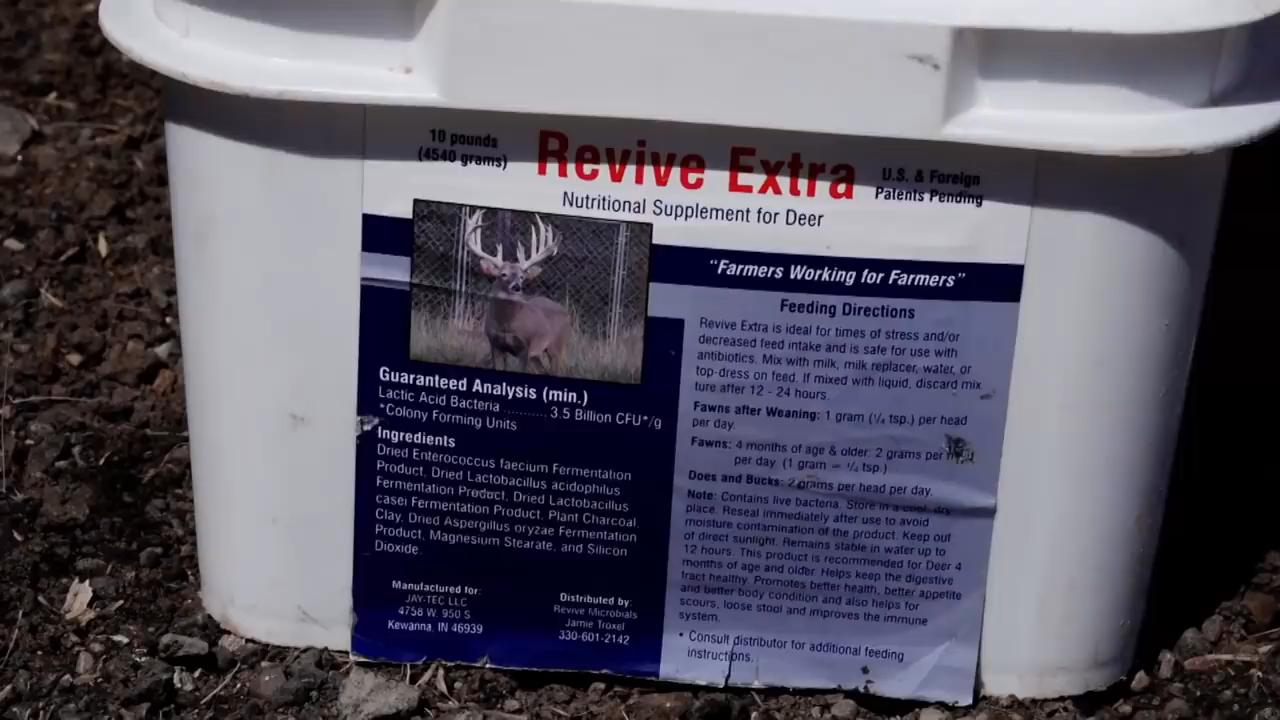 10 pounds
(4540 grams)
Revive Extra
U.S. & Foreign
Patents Pending
Nutritional Supplement for Deer
"Farmers Working for Farmers"
Guaranteed Analysis (min.)
Lactic Acid Bacteria ........... 3.5 Billion CFU*/g
*Colony Forming Units
Ingredients
Dried Enterococcus faecium Fermentation
Product, Dried Lactobacillus acidophilus
Fermentation Product, Dried Lactobacillus
casei Fermentation Product, Plant Charcoal,
Clay, Dried Aspergillus oryzae Fermentation
Product, Magnesium Stearate, and Silicon
Dioxide.
Manufactured for:
JAY-TEC LLC
4758 W. 950 S
Kewanna, IN 46939
Distributed by:
Revive Microbials
Jamie Troxel
330-601-2142
Feeding Directions
Revive Extra is ideal for times of stress and/or
decreased feed intake and is safe for use with
antibiotics. Mix with milk, milk replacer, water, or
top-dress on feed. If mixed with liquid, discard mix
ture after 12 - 24 hours.
Fawns after Weaning: 1 gram (¼ tsp.) per head
per day.
Fawns: 4 months of age & older: 2 grams per
per day (1 gram = ¼ tsp.)
Does and Bucks: 2 grams per head per day.
Note: Contains live bacteria. Store in a cool, dry
place. Reseal immediately after use to avoid
moisture contamination of the product. Keep out
of direct sunlight. Remains stable in water up to
12 hours. This product is recommended for Deer 4
months of age and older. Helps keep the digestive
tract healthy. Promotes better health, better appetite
and better body condition and also helps for
scours, loose stool and improves the immune
system.
• Consult distributor for additional feeding
instructions.